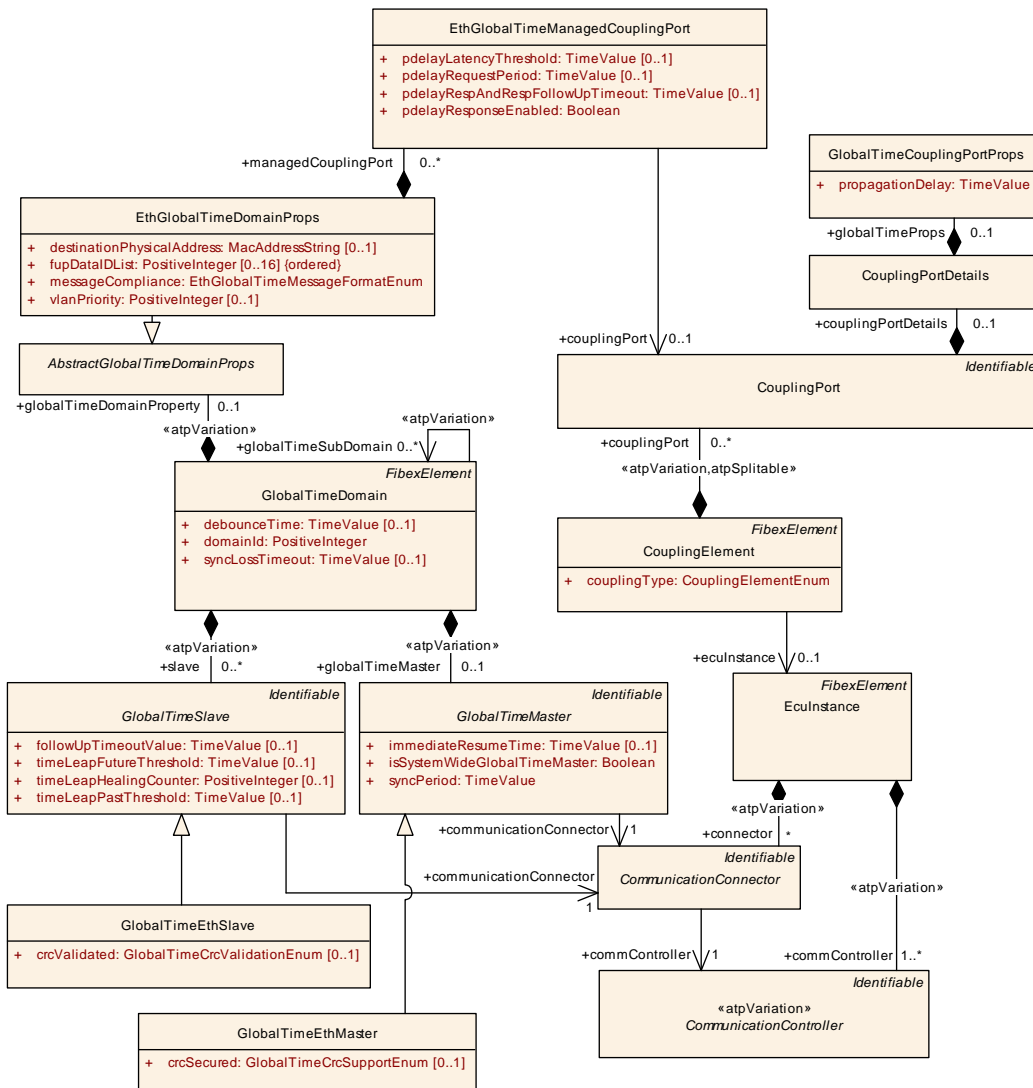 EthGlobalTimeManagedCouplingPort
+ pdelayLatencyThreshold: TimeValue [0..1]
+ pdelayRequestPeriod: TimeValue [0..1]
+ pdelayRespAndRespFollowUpTimeout: TimeValue [0..1]
+ pdelayResponseEnabled: Boolean
+managedCouplingPort 0..*
GlobalTimeCouplingPortProps
+ propagationDelay: TimeValue
+globalTimeProps 0..1
EthGlobalTimeDomainProps
+ destinationPhysicalAddress: MacAddressString [0..1]
+ fupDataIDList: PositiveInteger [0..16] {ordered}
+ messageCompliance: EthGlobalTimeMessageFormatEnum
+ vlanPriority: PositiveInteger [0..1]
CouplingPortDetails
+couplingPortDetails 0..1
+couplingPort 0..1
AbstractGlobalTimeDomainProps
+globalTimeDomainProperty 0..1
«atpVariation»
Identifiable
CouplingPort
+couplingPort 0..*
«atpVariation,atpSplitable»
«atpVariation»
+globalTimeSubDomain 0..*
FibexElement
GlobalTimeDomain
+ debounceTime: TimeValue [0..1]
+ domainId: PositiveInteger
+ syncLossTimeout: TimeValue [0..1]
FibexElement
CouplingElement
+ couplingType: CouplingElementEnum
«atpVariation»
+slave 0..*
«atpVariation»
+globalTimeMaster 0..1
+ecuInstance 0..1
Identifiable
GlobalTimeSlave
+ followUpTimeoutValue: TimeValue [0..1]
+ timeLeapFutureThreshold: TimeValue [0..1]
+ timeLeapHealingCounter: PositiveInteger [0..1]
+ timeLeapPastThreshold: TimeValue [0..1]
Identifiable
GlobalTimeMaster
+ immediateResumeTime: TimeValue [0..1]
+ isSystemWideGlobalTimeMaster: Boolean
+ syncPeriod: TimeValue
FibexElement
EcuInstance
«atpVariation»
+connector *
+communicationConnector 1
+communicationConnector 1
Identifiable
CommunicationConnector
«atpVariation»
GlobalTimeEthSlave
+ crcValidated: GlobalTimeCrcValidationEnum [0..1]
+commController 1
+commController 1..*
Identifiable
«atpVariation»
CommunicationController
GlobalTimeEthMaster
+ crcSecured: GlobalTimeCrcSupportEnum [0..1]